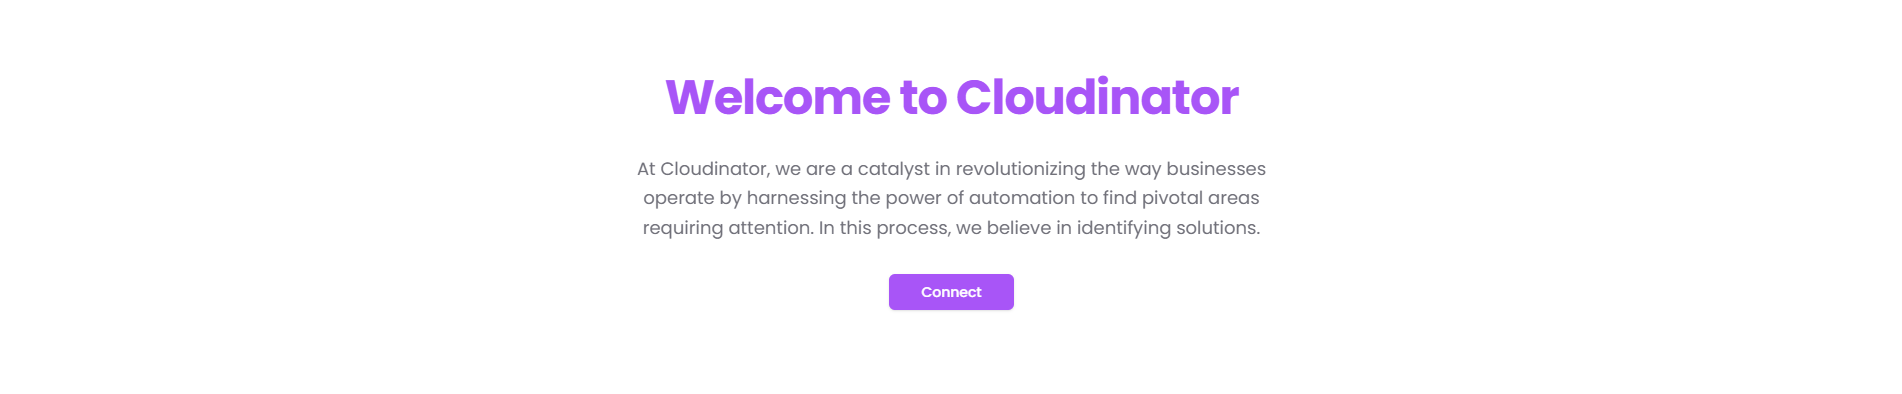 Welcome to Cloudinator
At Cloudinator, we are a catalyst in revolutionizing the way businesses
operate by harnessing the power of automation to find pivotal areas
requiring attention. In this process, we believe in identifying solutions.
Connect